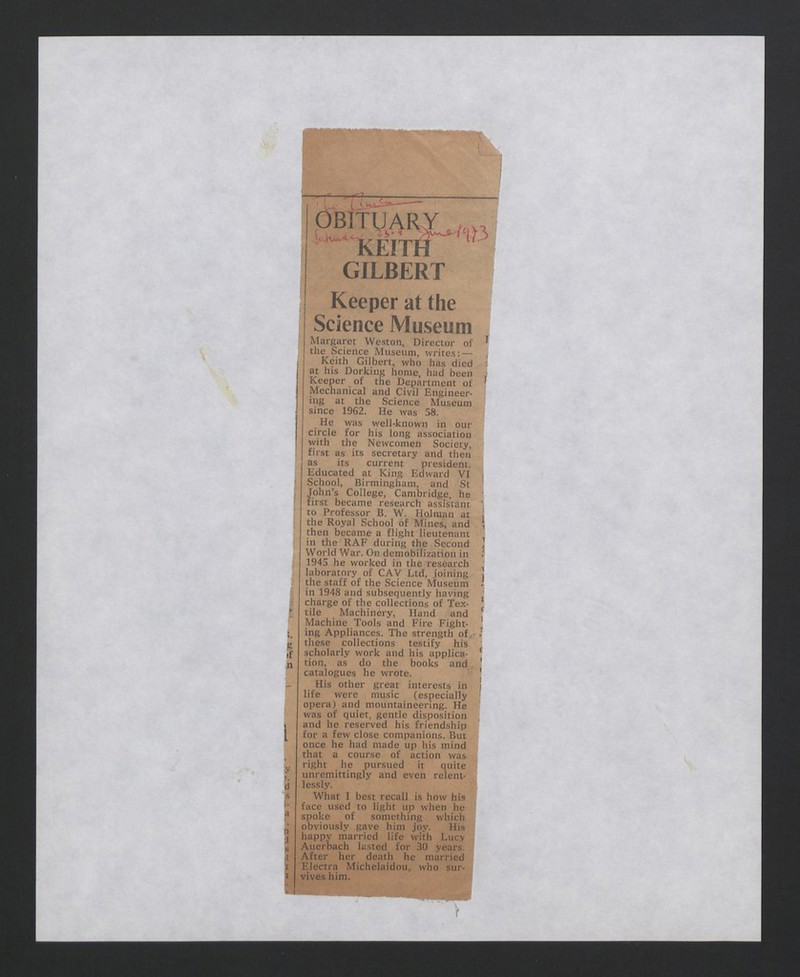 The Times
OBITUARY
Saturday 23rd June 1973
KEITH
GILBERT
Keeper at the
Science Museum
Margaret Weston, Director of
the Science Museum, writes:—
Keith Gilbert, who has died
at his Dorking home, had been
Keeper of the Department of
Mechanical and Civil Engineer-
ing at the Science Museum
since 1962. He was 58.
He was well-known in our
circle for his long association
with the Newcomen Society,
first as its secretary and then
as its current president.
Educated at King Edward VI
School, Birmingham, and St
John's College, Cambridge, he
first became research assistant
to Professor B. W. Holman at
the Royal School of Mines, and
then became a flight lieutenant
in the RAF during the Second
World War. On demobilization in
1945 he worked in the research
laboratory of CAV Ltd, joining
the staff of the Science Museum
in 1948 and subsequently having
charge of the collections of Tex-
tile Machinery, Hand and
Machine Tools and Fire Fight-
ing Appliances. The strength of
these collections testify his
scholarly work and his applica-
tion, as do the books and
catalogues he wrote.
His other great interests in
life were music (especially
opera) and mountaineering. He
was of quiet, gentle disposition
and he reserved his friendship
for a few close companions. But
once he had made up his mind
that a course of action was
right he pursued it quite
unremittingly and even relent-
lessly.
What I best recall is how his
face used to light up when he
spoke of something which
obviously gave him joy. His
happy married life with Lucy
Auerbach lasted for 30 years.
After her death he married
Electra Michelaidou, who sur-
vives him.